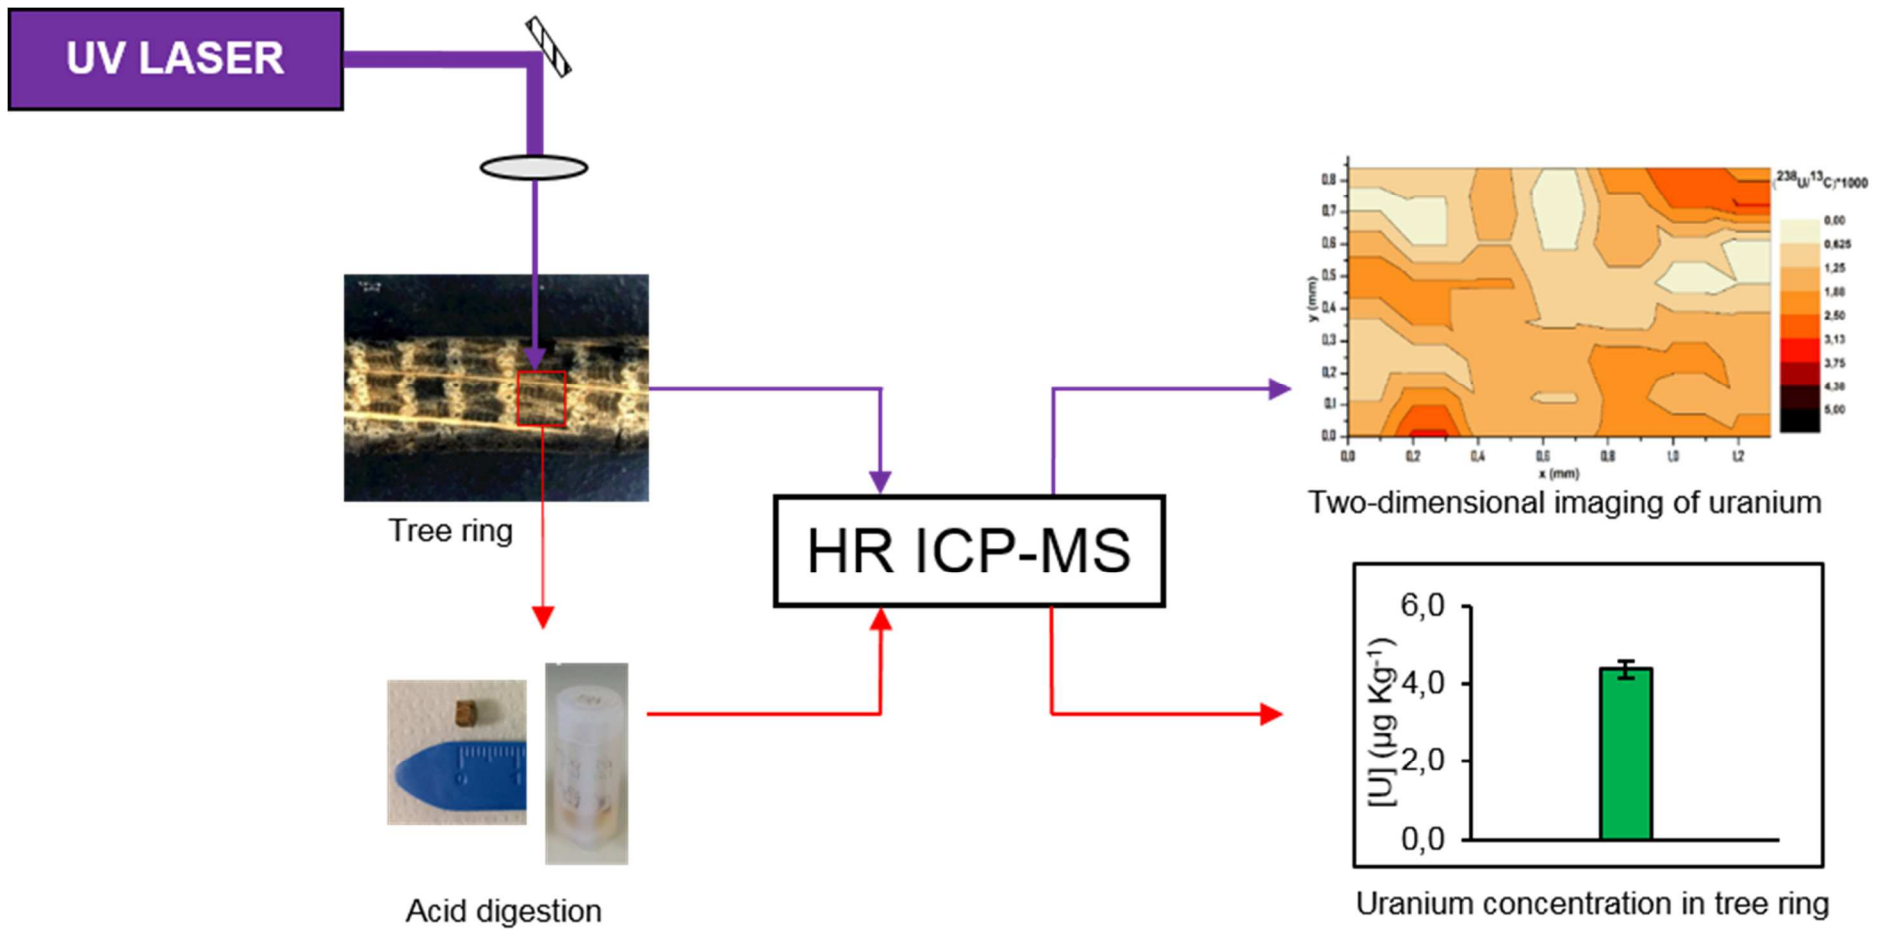 UV LASER
(²³⁸U/¹³C)*1000
0,8
0,7
0,6
0,5
0,4
0,3
0,2
0,1
0,0
y (mm)
0,00
0,625
1,25
1,88
2,50
3,13
3,75
4,38
5,00
0,0 0,2 0,4 0,6 0,8 1,0 1,2
x (mm)
Two-dimensional imaging of uranium
Tree ring
HR ICP-MS
[U] (µg Kg⁻¹)
6,0
4,0
2,0
0,0
Acid digestion
Uranium concentration in tree ring